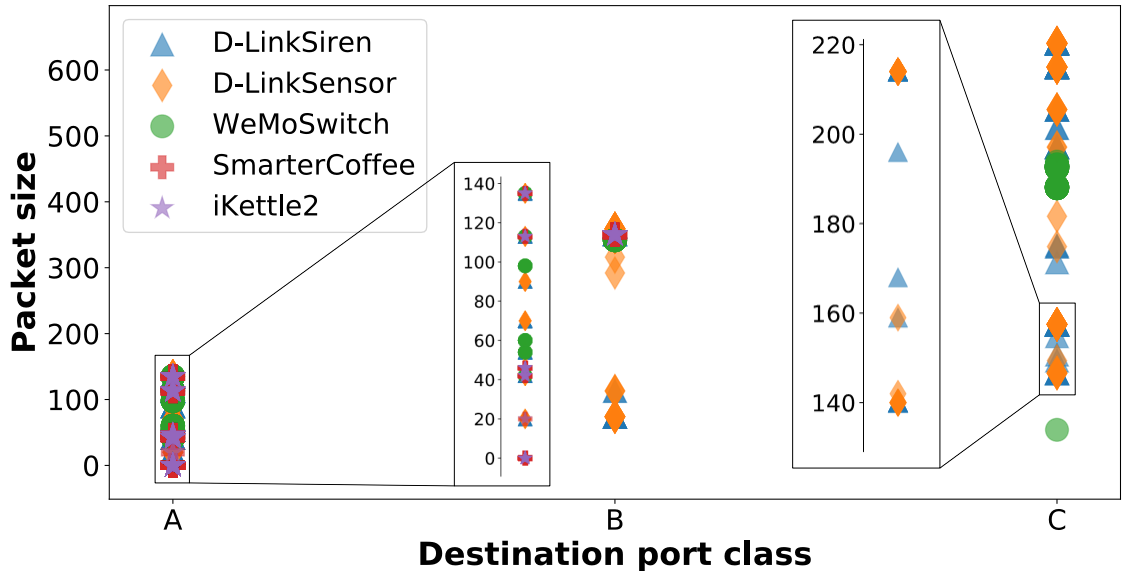 D-LinkSiren
D-LinkSensor
WeMoSwitch
SmarterCoffee
iKettle2
Packet size
600
500
400
300
200
100
0
140
120
100
80
60
40
20
0
220
200
180
160
140
A
B
C
Destination port class